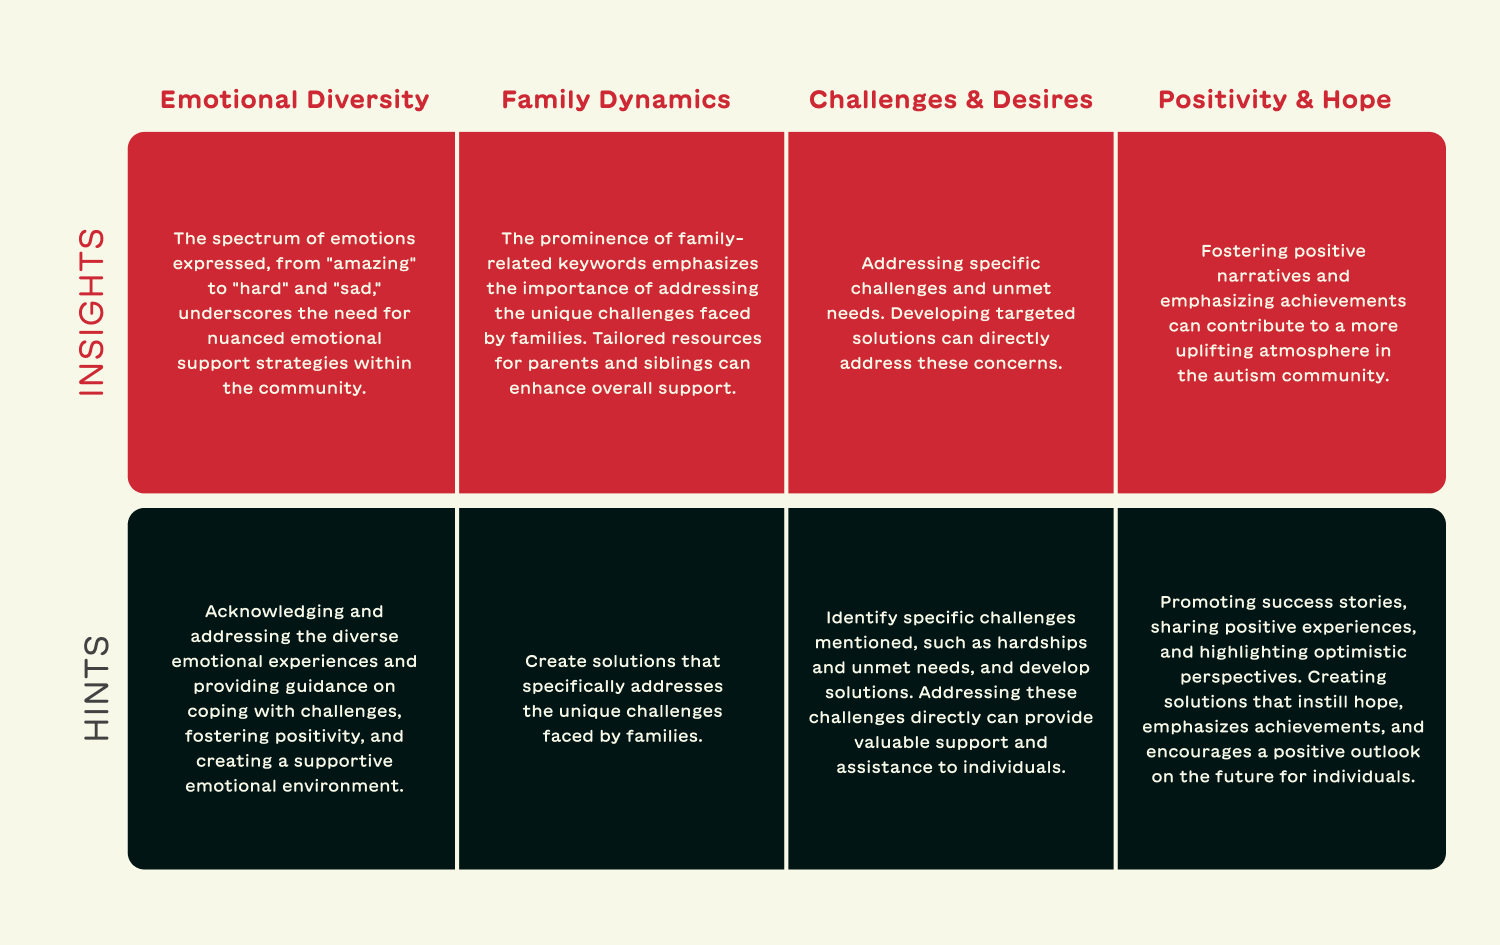 Emotional Diversity
Family Dynamics
Challenges & Desires
Positivity & Hope
INSIGHTS
The spectrum of emotions
expressed, from "amazing"
to "hard" and "sad,"
underscores the need for
nuanced emotional
support strategies within
the community.
The prominence of family-
related keywords emphasizes
the importance of addressing
the unique challenges faced
by families. Tailored resources
for parents and siblings can
enhance overall support.
Addressing specific
challenges and unmet
needs. Developing targeted
solutions can directly
address these concerns.
Fostering positive
narratives and
emphasizing achievements
can contribute to a more
uplifting atmosphere in
the autism community.
HINTS
Acknowledging and
addressing the diverse
emotional experiences and
providing guidance on
coping with challenges,
fostering positivity, and
creating a supportive
emotional environment.
Create solutions that
specifically addresses
the unique challenges
faced by families.
Identify specific challenges
mentioned, such as hardships
and unmet needs, and develop
solutions. Addressing these
challenges directly can provide
valuable support and
assistance to individuals.
Promoting success stories,
sharing positive experiences,
and highlighting optimistic
perspectives. Creating
solutions that instill hope,
emphasizes achievements, and
encourages a positive outlook
on the future for individuals.